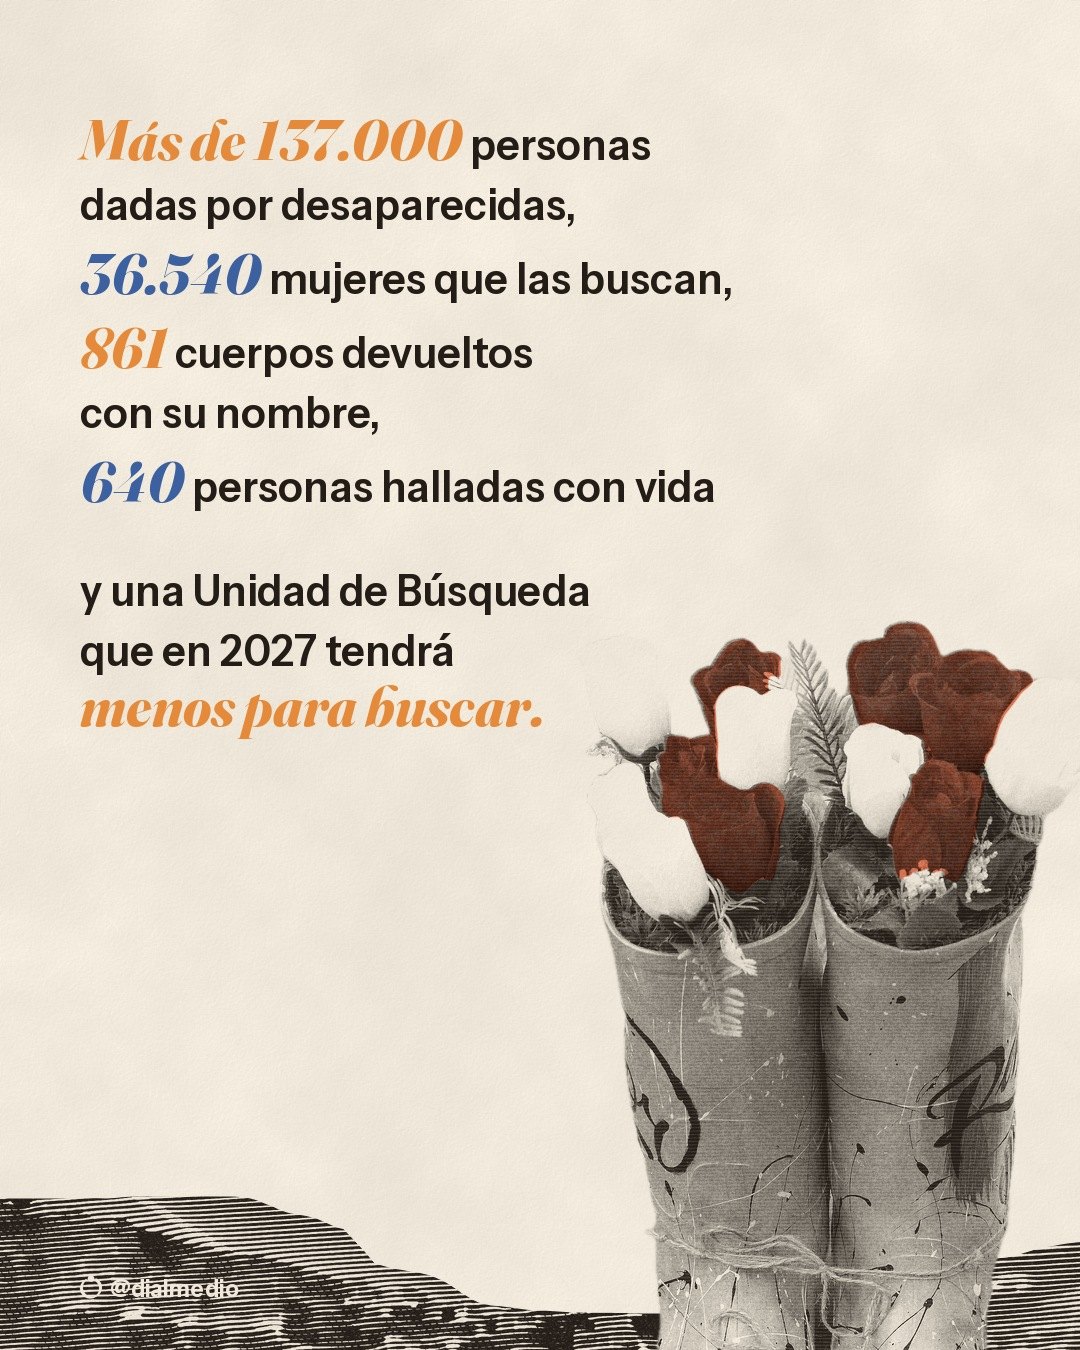 Más de 137.000 personas
dadas por desaparecidas,
36.540 mujeres que las buscan,
861 cuerpos devueltos
con su nombre,
640 personas halladas con vida
y una Unidad de Búsqueda
que en 2027 tendrá
menos para buscar.
@dialmedio